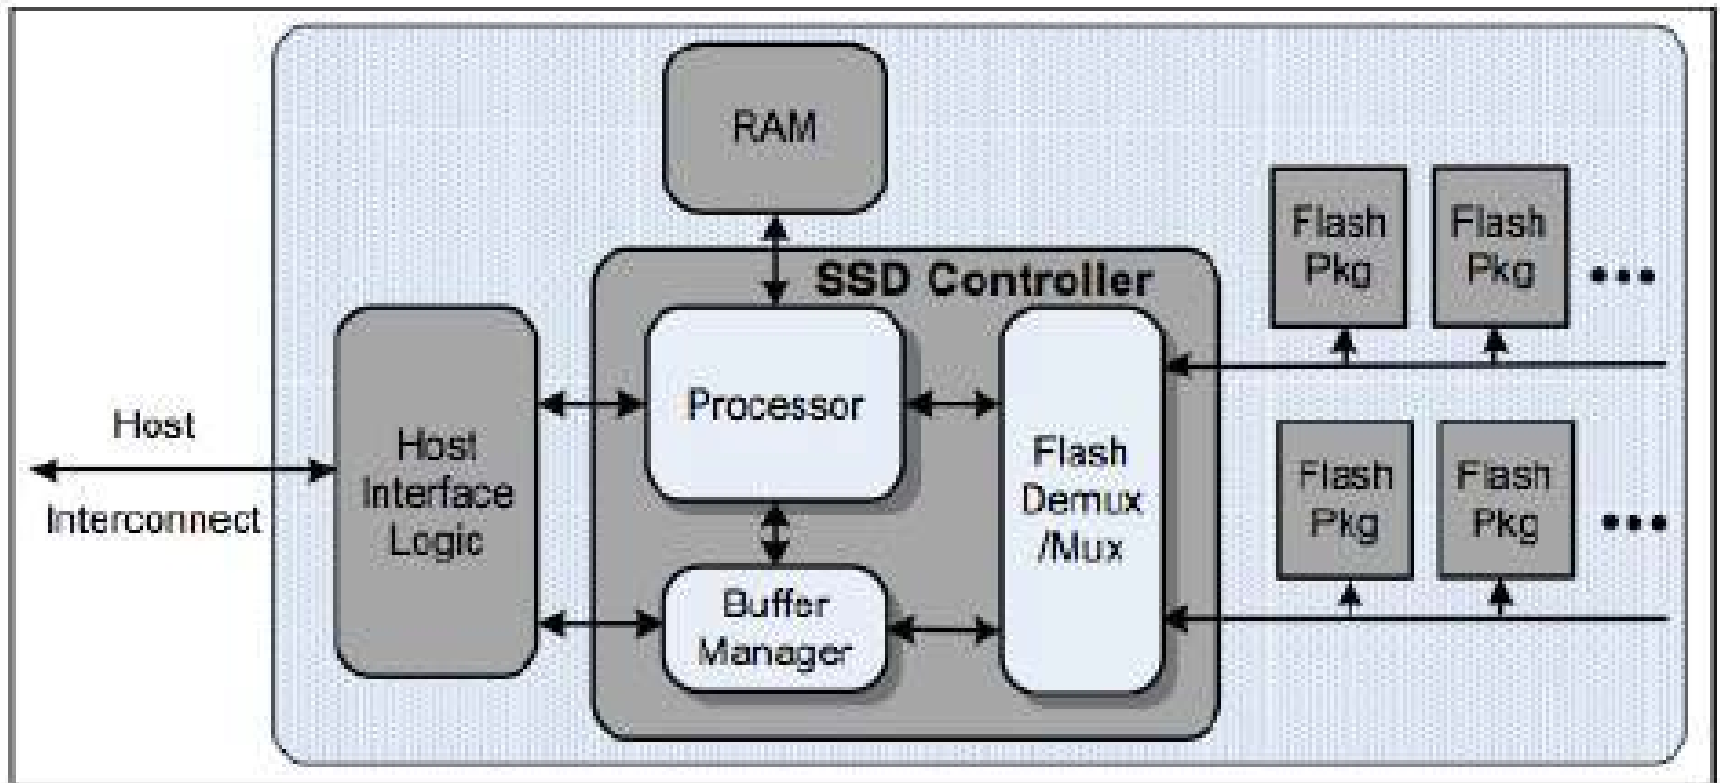 RAM
SSD Controller
Flash
Pkg
Flash
Pkg
Host
Interconnect
Host
Interface
Logic
Processor
Buffer
Manager
Flash
Demux
/Mux
Flash
Pkg
Flash
Pkg